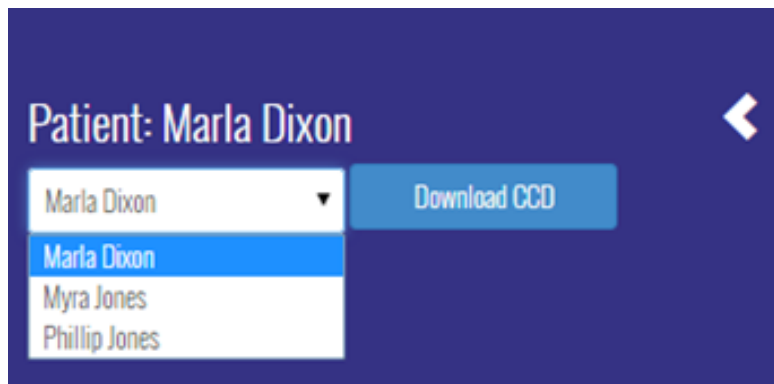 Patient: Marla Dixon
Marla Dixon
Download CCD
Marla Dixon
Myra Jones
Phillip Jones